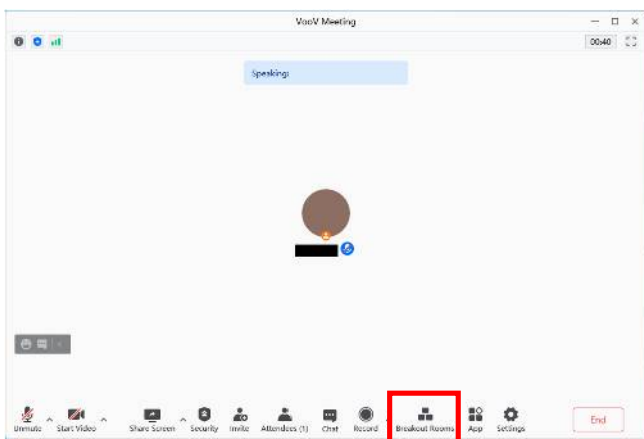 VooV Meeting
00:40
Speaking:
Unmute Start Video Share Screen Security Invite Attendees (1) Chat Record Breakout Rooms App Settings End